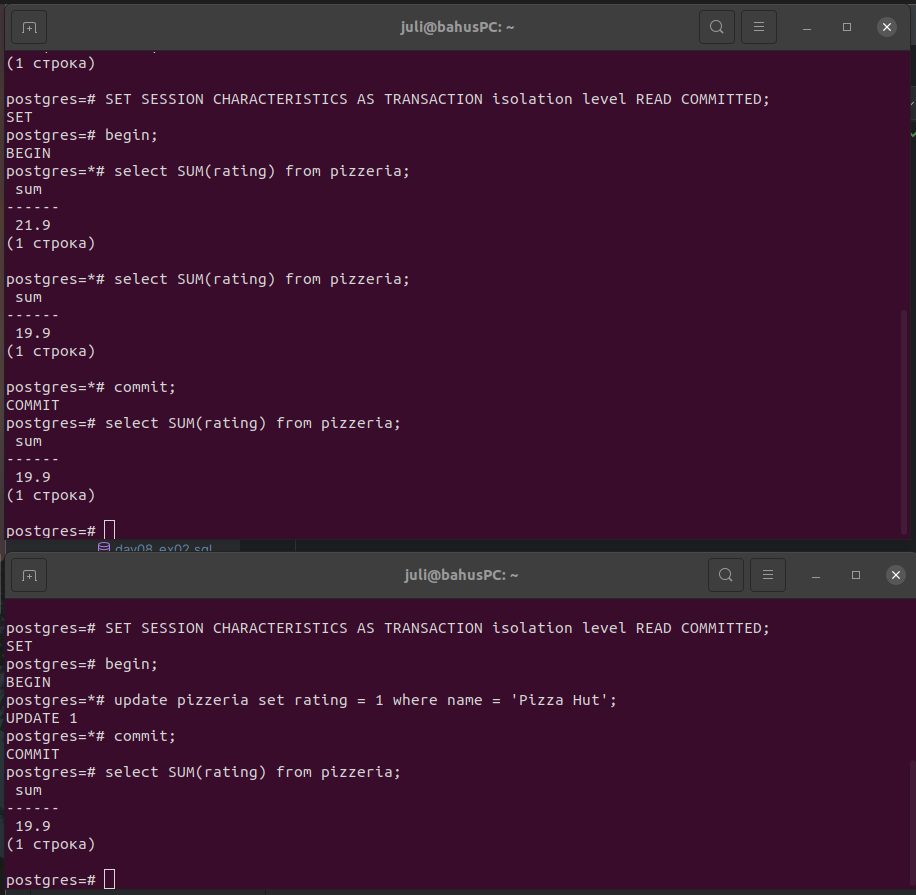 juli@bahusPC: ~
(1 строка)
postgres=# SET SESSION CHARACTERISTICS AS TRANSACTION isolation level READ COMMITTED;
SET
postgres=# begin;
BEGIN
postgres=*# select SUM(rating) from pizzeria;
sum
------
21.9
(1 строка)
postgres=*# select SUM(rating) from pizzeria;
sum
------
19.9
(1 строка)
postgres=*# commit;
COMMIT
postgres=# select SUM(rating) from pizzeria;
sum
------
19.9
(1 строка)
postgres=#
day08_ex02.sql
juli@bahusPC: ~
postgres=# SET SESSION CHARACTERISTICS AS TRANSACTION isolation level READ COMMITTED;
SET
postgres=# begin;
BEGIN
postgres=*# update pizzeria set rating = 1 where name = 'Pizza Hut';
UPDATE 1
postgres=*# commit;
COMMIT
postgres=# select SUM(rating) from pizzeria;
sum
------
19.9
(1 строка)
postgres=#